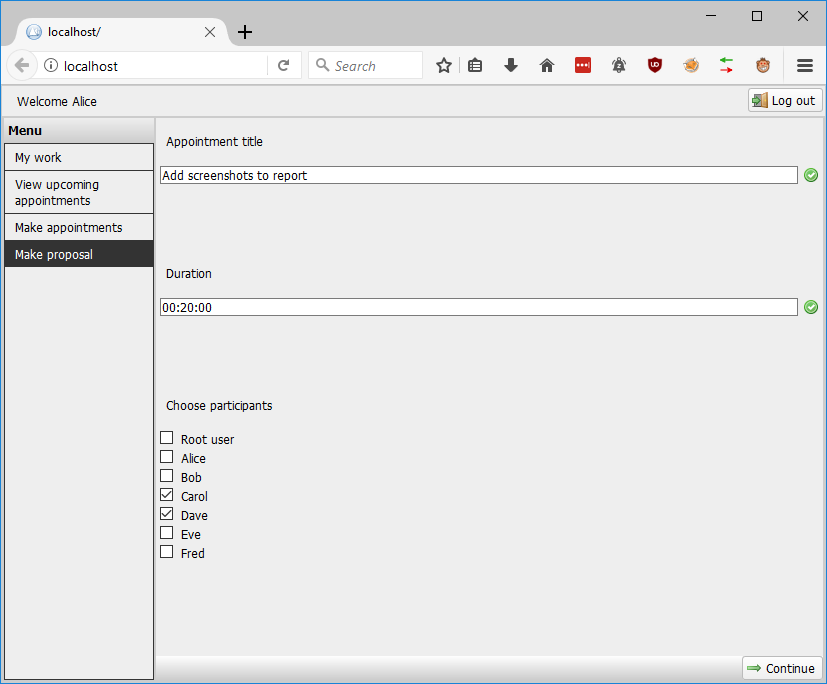 localhost/
localhost
Search
Welcome Alice
Log out
Menu
My work
View upcoming
appointments
Make appointments
Make proposal
Appointment title
Add screenshots to report
Duration
00:20:00
Choose participants
Root user
Alice
Bob
Carol
Dave
Eve
Fred
Continue